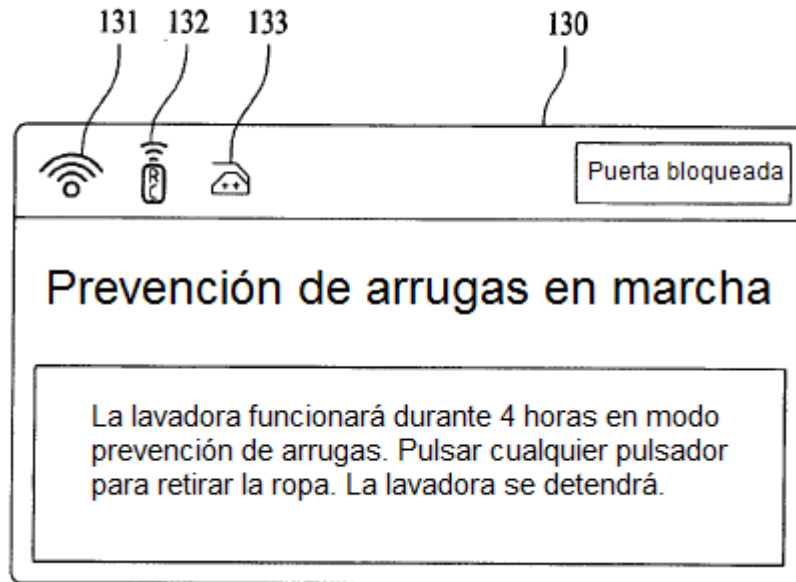 131 132 133 130
RC
Puerta bloqueada
Prevención de arrugas en marcha
La lavadora funcionará durante 4 horas en modo
prevención de arrugas. Pulsar cualquier pulsador
para retirar la ropa. La lavadora se detendrá.